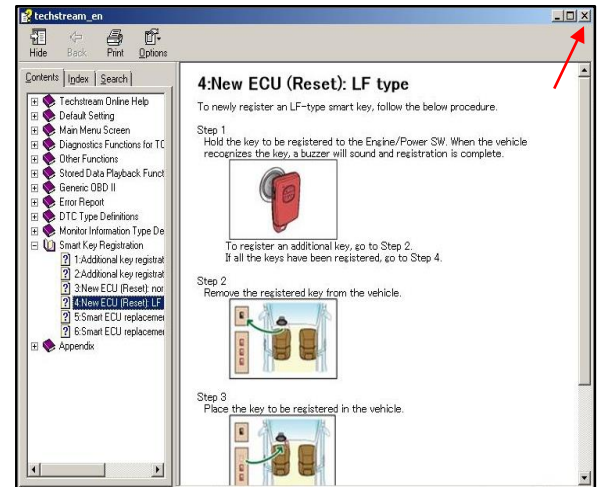 techstream_en
Hide Back Print Options
Contents Index Search
Techstream Online Help
Default Setting
Main Menu Screen
Diagnostics Functions for TC
Other Functions
Stored Data Playback Funct
Generic OBD II
Error Report
DTC Type Definitions
Monitor Information Type De
Smart Key Registration
1:Additional key registrat
2:Additional key registrat
3:New ECU (Reset): nor
4:New ECU (Reset): LF
5:Smart ECU replacemer
6:Smart ECU replacemer
Appendix
4:New ECU (Reset): LF type
To newly register an LF-type smart key, follow the below procedure.
Step 1
Hold the key to be registered to the Engine/Power SW. When the vehicle
recognizes the key, a buzzer will sound and registration is complete.
To register an additional key, go to Step 2.
If all the keys have been registered, go to Step 4.
Step 2
Remove the registered key from the vehicle.
Step 3
Place the key to be registered in the vehicle.